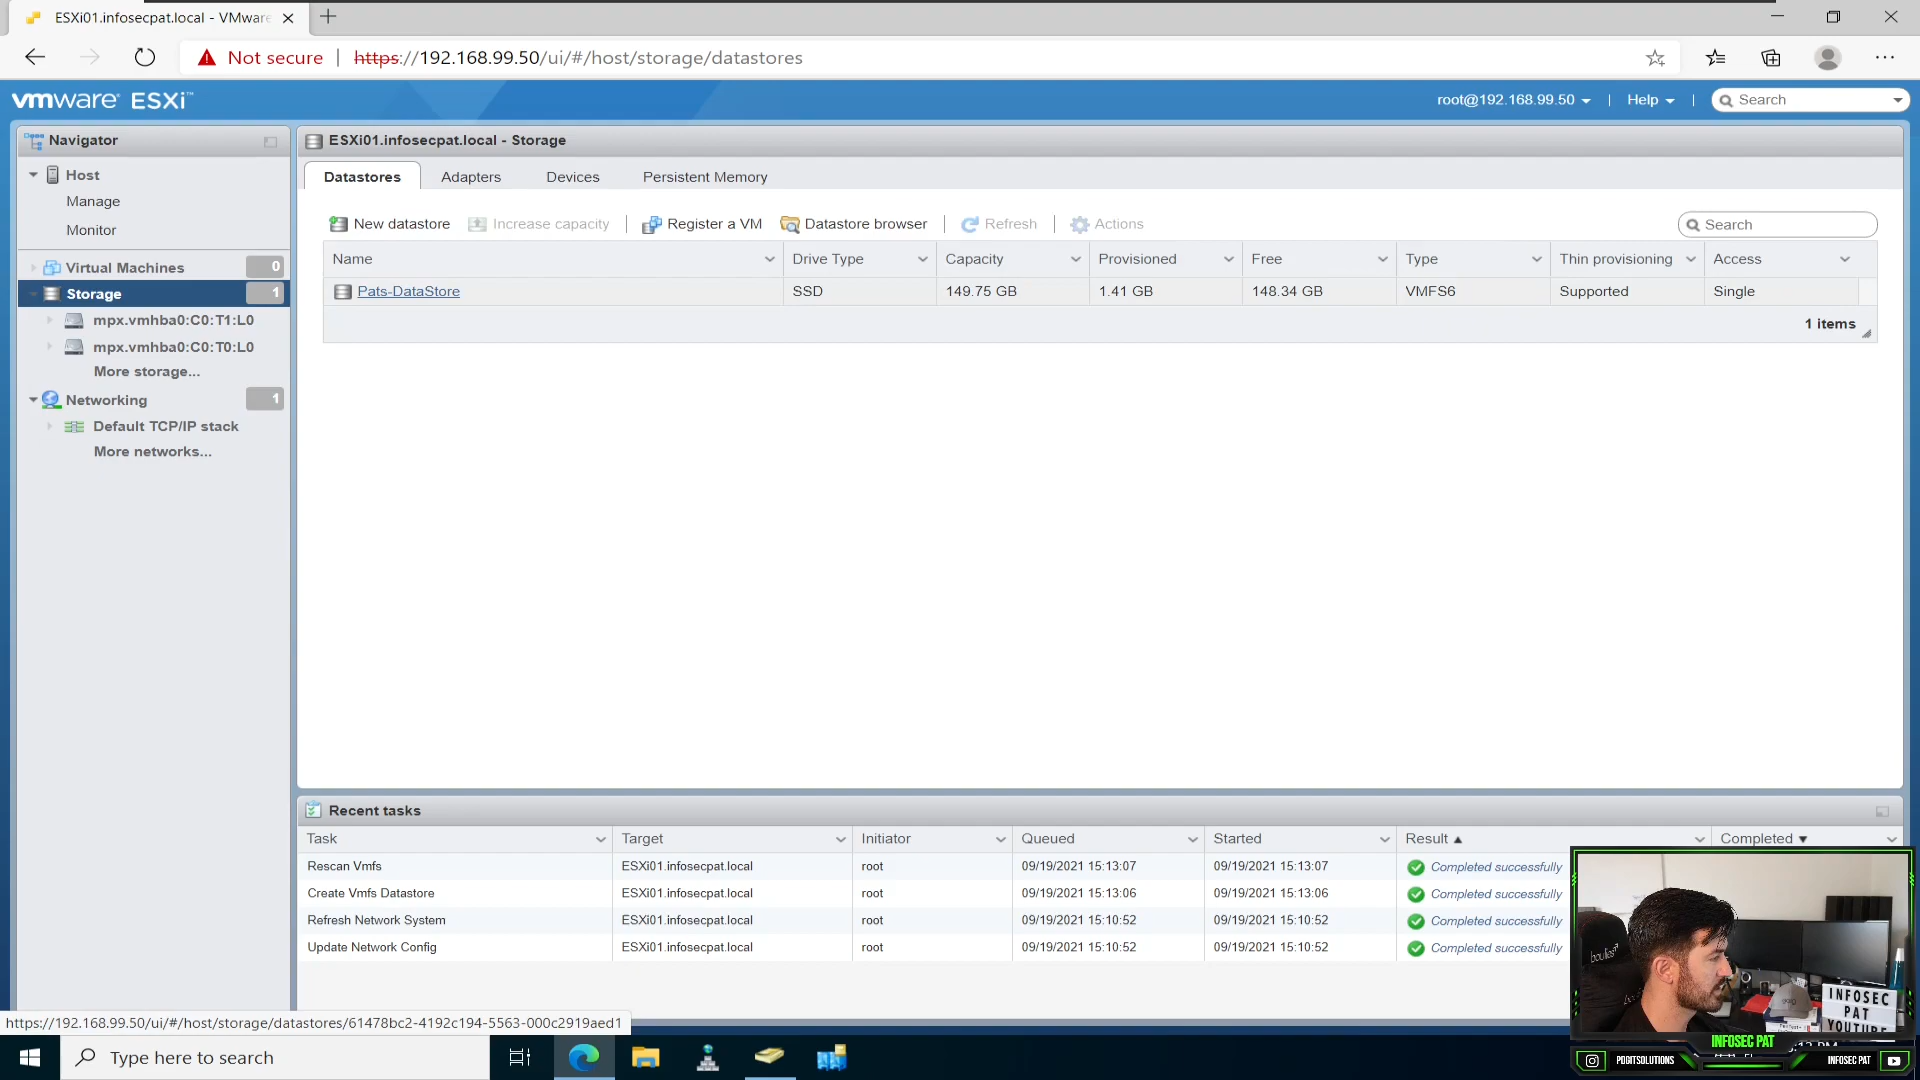 ESXi01.infosecpat.local - VMware
Not secure | https://192.168.99.50/ui/#/host/storage/datastores
vmware ESXi™
root@192.168.99.50 | Help | Search
Navigator
Host
Manage
Monitor
Virtual Machines 0
Storage 1
mpx.vmhba0:C0:T1:L0
mpx.vmhba0:C0:T0:L0
More storage...
Networking 1
Default TCP/IP stack
More networks...
ESXi01.infosecpat.local - Storage
Datastores Adapters Devices Persistent Memory
New datastore Increase capacity | Register a VM Datastore browser | Refresh | Actions Search
Name Drive Type Capacity Provisioned Free Type Thin provisioning Access
Pats-DataStore SSD 149.75 GB 1.41 GB 148.34 GB VMFS6 Supported Single
1 items
Recent tasks
Task Target Initiator Queued Started Result ▲ Completed ▼
Rescan Vmfs ESXi01.infosecpat.local root 09/19/2021 15:13:07 09/19/2021 15:13:07 Completed successfully
Create Vmfs Datastore ESXi01.infosecpat.local root 09/19/2021 15:13:06 09/19/2021 15:13:06 Completed successfully
Refresh Network System ESXi01.infosecpat.local root 09/19/2021 15:10:52 09/19/2021 15:10:52 Completed successfully
Update Network Config ESXi01.infosecpat.local root 09/19/2021 15:10:52 09/19/2021 15:10:52 Completed successfully
https://192.168.99.50/ui/#/host/storage/datastores/61478bc2-4192c194-5563-000c2919aed1
Type here to search
INFOSEC
PAT
YOUTUBE
INFOSEC PAT
PDITSOLUTIONS INFOSEC PAT